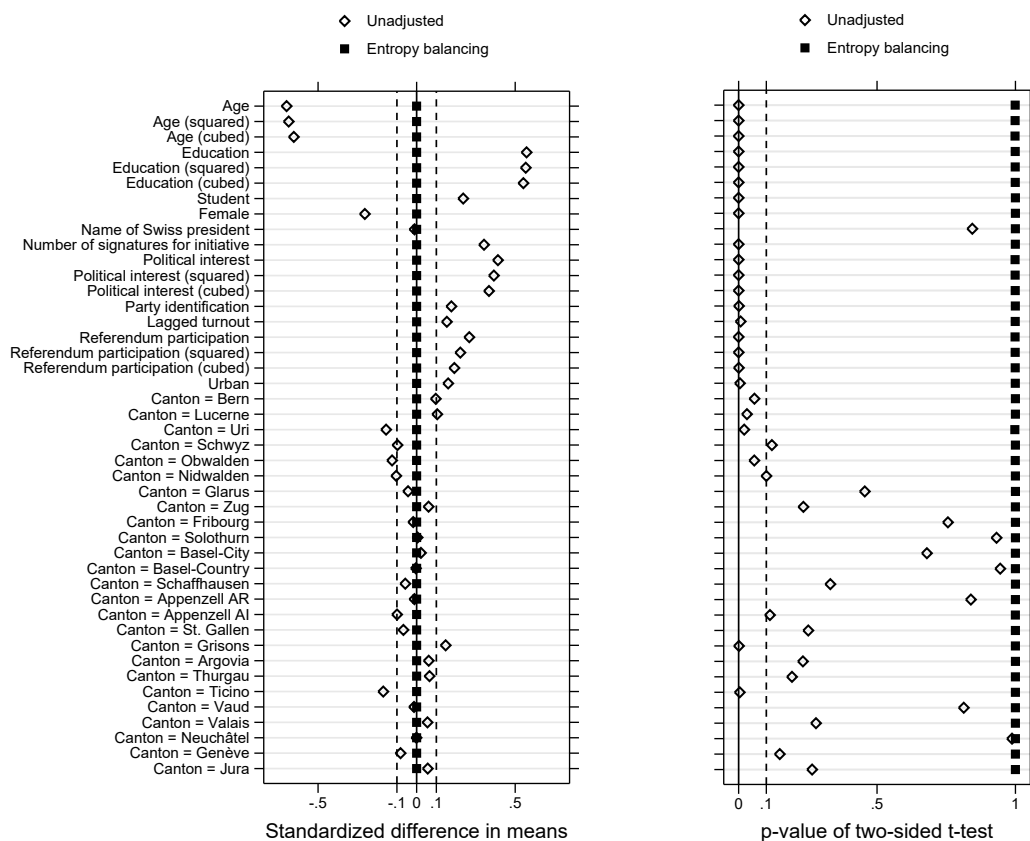 Unadjusted
Entropy balancing
Unadjusted
Entropy balancing
Age
Age (squared)
Age (cubed)
Education
Education (squared)
Education (cubed)
Student
Female
Name of Swiss president
Number of signatures for initiative
Political interest
Political interest (squared)
Political interest (cubed)
Party identification
Lagged turnout
Referendum participation
Referendum participation (squared)
Referendum participation (cubed)
Urban
Canton = Bern
Canton = Lucerne
Canton = Uri
Canton = Schwyz
Canton = Obwalden
Canton = Nidwalden
Canton = Glarus
Canton = Zug
Canton = Fribourg
Canton = Solothurn
Canton = Basel-City
Canton = Basel-Country
Canton = Schaffhausen
Canton = Appenzell AR
Canton = Appenzell AI
Canton = St. Gallen
Canton = Grisons
Canton = Argovia
Canton = Thurgau
Canton = Ticino
Canton = Vaud
Canton = Valais
Canton = Neuchâtel
Canton = Genève
Canton = Jura
-.5 -.1 0 .1 .5
Standardized difference in means
0 .1 .5 1
p-value of two-sided t-test